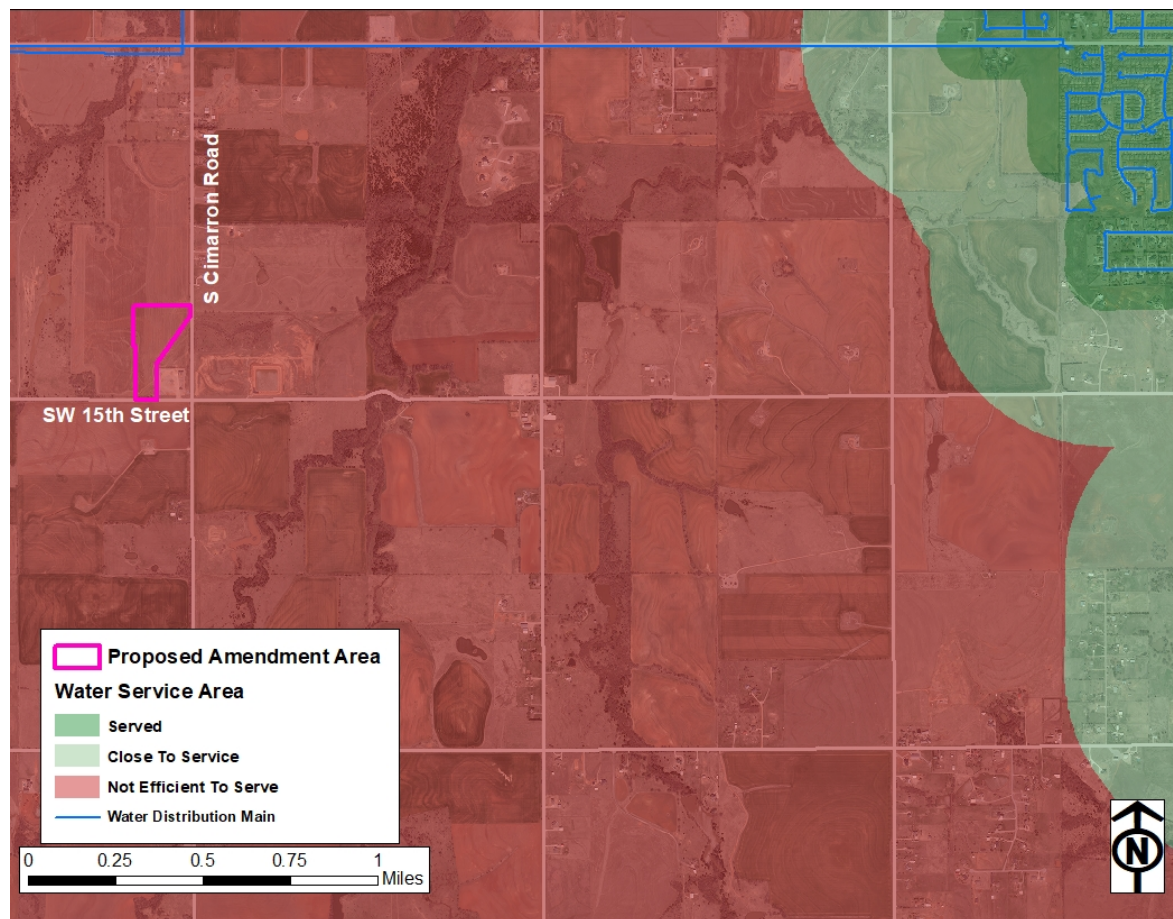 S Cimarron Road
SW 15th Street
Proposed Amendment Area
Water Service Area
Served
Close To Service
Not Efficient To Serve
Water Distribution Main
0 0.25 0.5 0.75 1
Miles
N